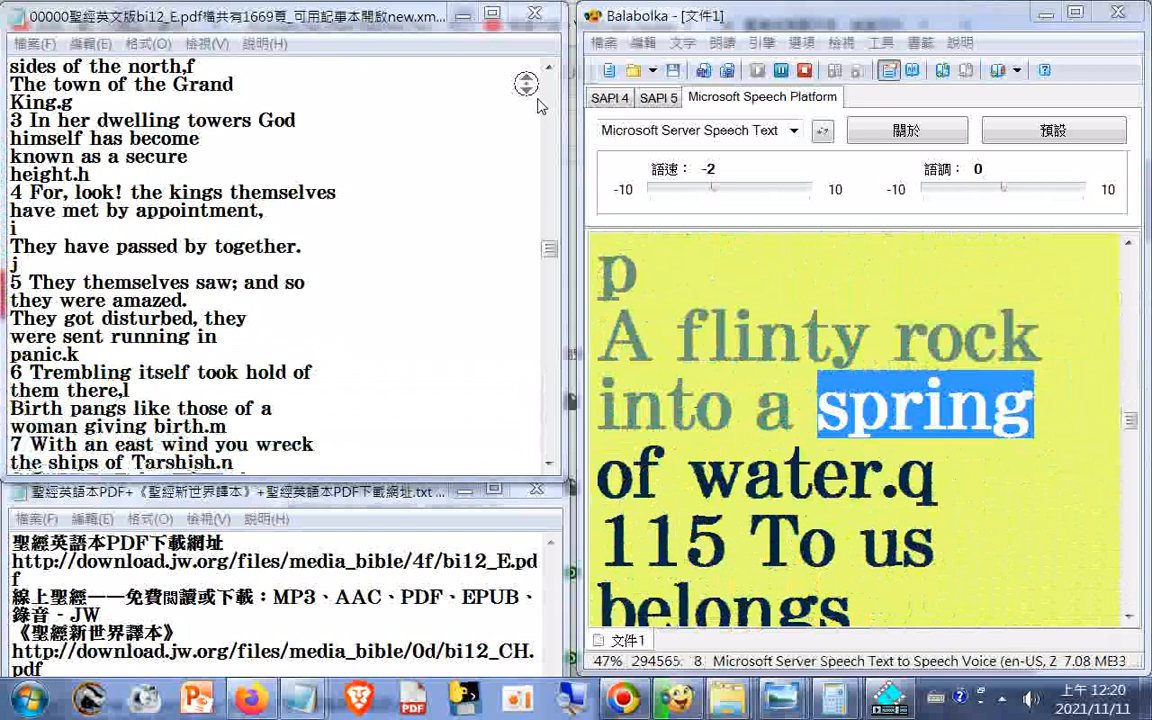 00000聖經英文版bi12_E.pdf檔共有1669頁_可用記事本開啟new.xm...
檔案(F) 編輯(E) 格式(O) 檢視(V) 說明(H)
sides of the north,f
The town of the Grand
King.g
3 In her dwelling towers God
himself has become
known as a secure
height.h
4 For, look! the kings themselves
have met by appointment,
i
They have passed by together.
j
5 They themselves saw; and so
they were amazed.
They got disturbed, they
were sent running in
panic.k
6 Trembling itself took hold of
them there,l
Birth pangs like those of a
woman giving birth.m
7 With an east wind you wreck
the ships of Tarshish.n
聖經英語本PDF+《聖經新世界譯本》+聖經英語本PDF下載網址.txt ...
檔案(F) 編輯(E) 格式(O) 檢視(V) 說明(H)
聖經英語本PDF下載網址
http://download.jw.org/files/media_bible/4f/bi12_E.pd
f
線上聖經——免費閱讀或下載：MP3、AAC、PDF、EPUB、
錄音 - JW
《聖經新世界譯本》
http://download.jw.org/files/media_bible/0d/bi12_CH.
pdf
Balabolka - [文件1]
檔案 編輯 文字 朗讀 引擎 選項 檢視 工具 書籤 說明
SAPI 4 SAPI 5 Microsoft Speech Platform
Microsoft Server Speech Text 關於 預設
語速： -2 語調： 0
-10 10 -10 10
p
A flinty rock
into a spring
of water.q
115 To us
belongs
文件1
47% 294565: 8 Microsoft Server Speech Text to Speech Voice (en-US, Z 7.08 MB
上午 12:20
2021/11/11